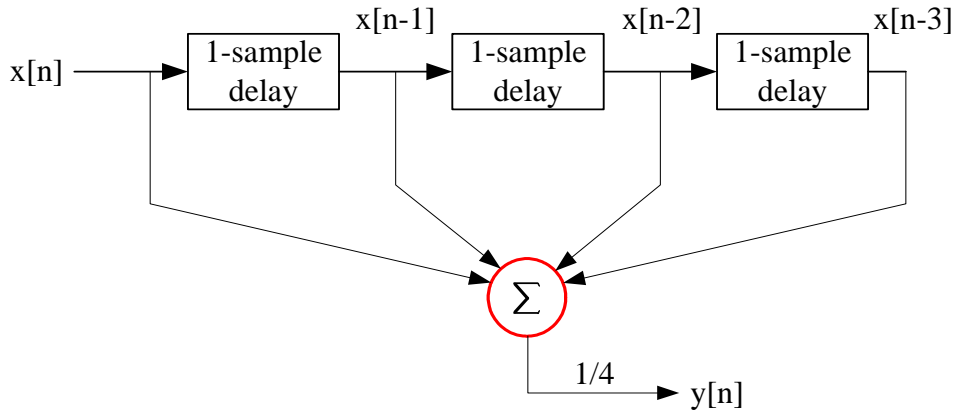 x[n-1]
x[n-2]
x[n-3]
x[n]
1-sample
delay
1-sample
delay
1-sample
delay
Σ
1/4
y[n]